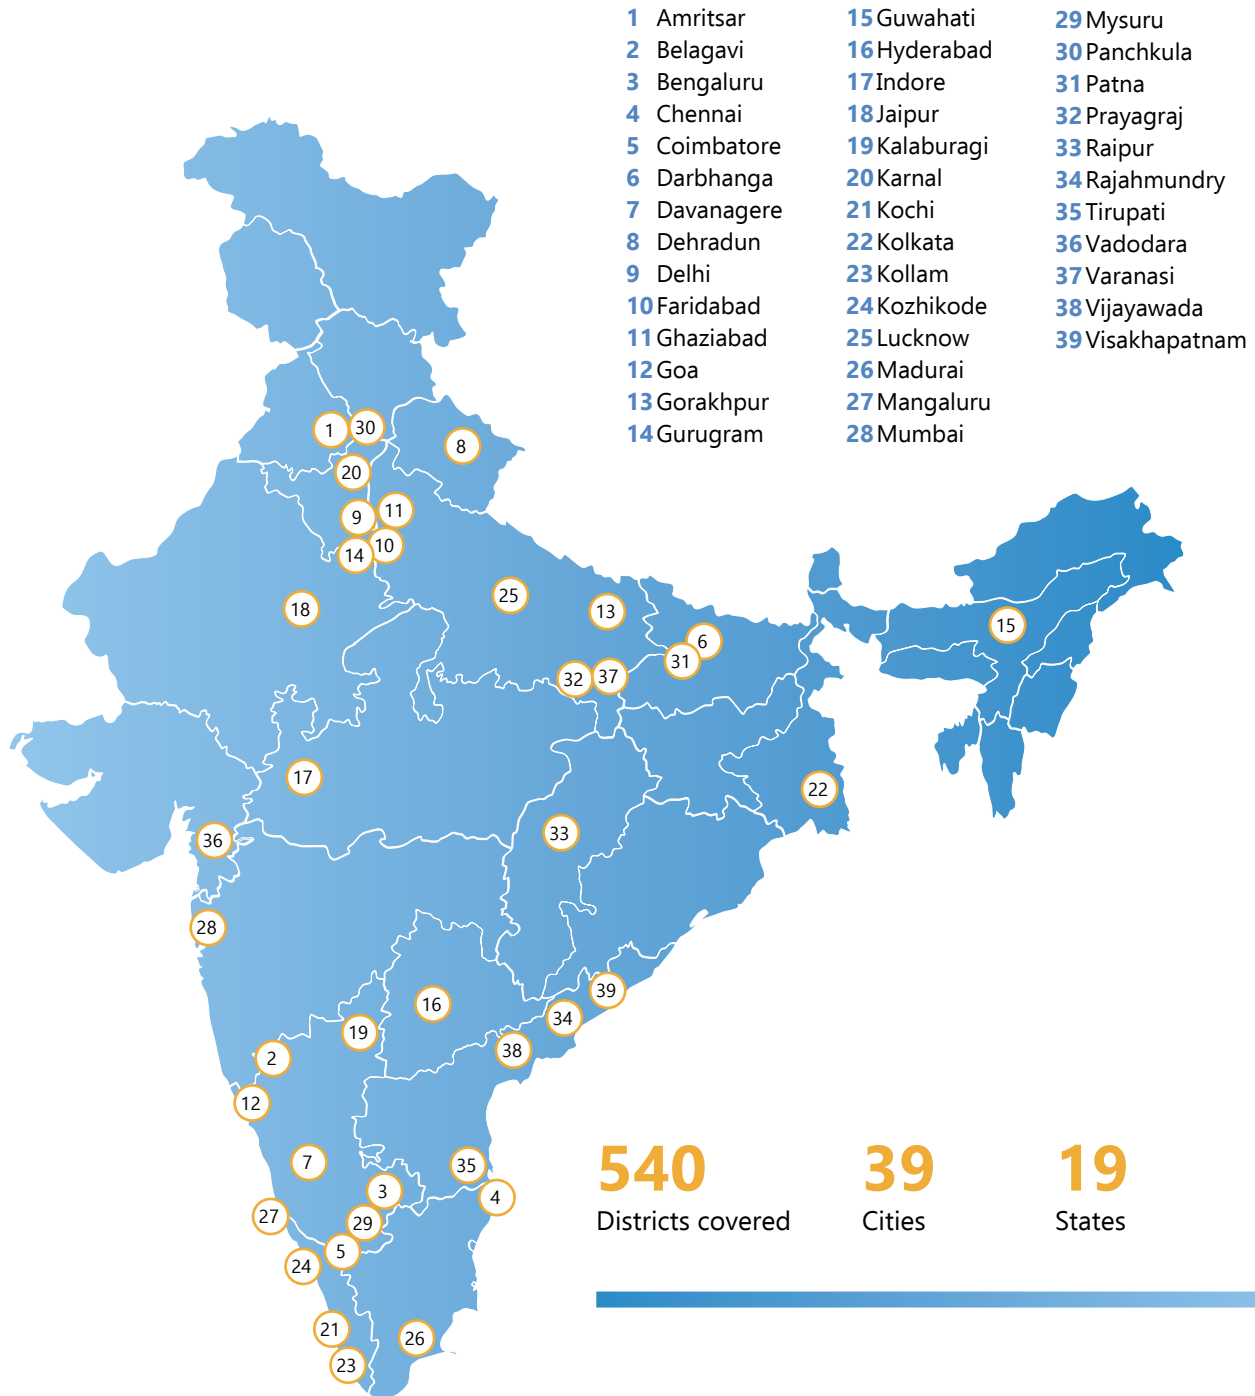 1 Amritsar
2 Belagavi
3 Bengaluru
4 Chennai
5 Coimbatore
6 Darbhanga
7 Davanagere
8 Dehradun
9 Delhi
10 Faridabad
11 Ghaziabad
12 Goa
13 Gorakhpur
14 Gurugram
15 Guwahati
16 Hyderabad
17 Indore
18 Jaipur
19 Kalaburagi
20 Karnal
21 Kochi
22 Kolkata
23 Kollam
24 Kozhikode
25 Lucknow
26 Madurai
27 Mangaluru
28 Mumbai
29 Mysuru
30 Panchkula
31 Patna
32 Prayagraj
33 Raipur
34 Rajahmundry
35 Tirupati
36 Vadodara
37 Varanasi
38 Vijayawada
39 Visakhapatnam
1
30
8
20
9
11
14
10
18
25
13
15
6
31
32
37
17
22
36
33
28
16
39
34
19
38
2
12
7
35
3
4
27
29
5
24
21
26
23
540
Districts covered
39
Cities
19
States